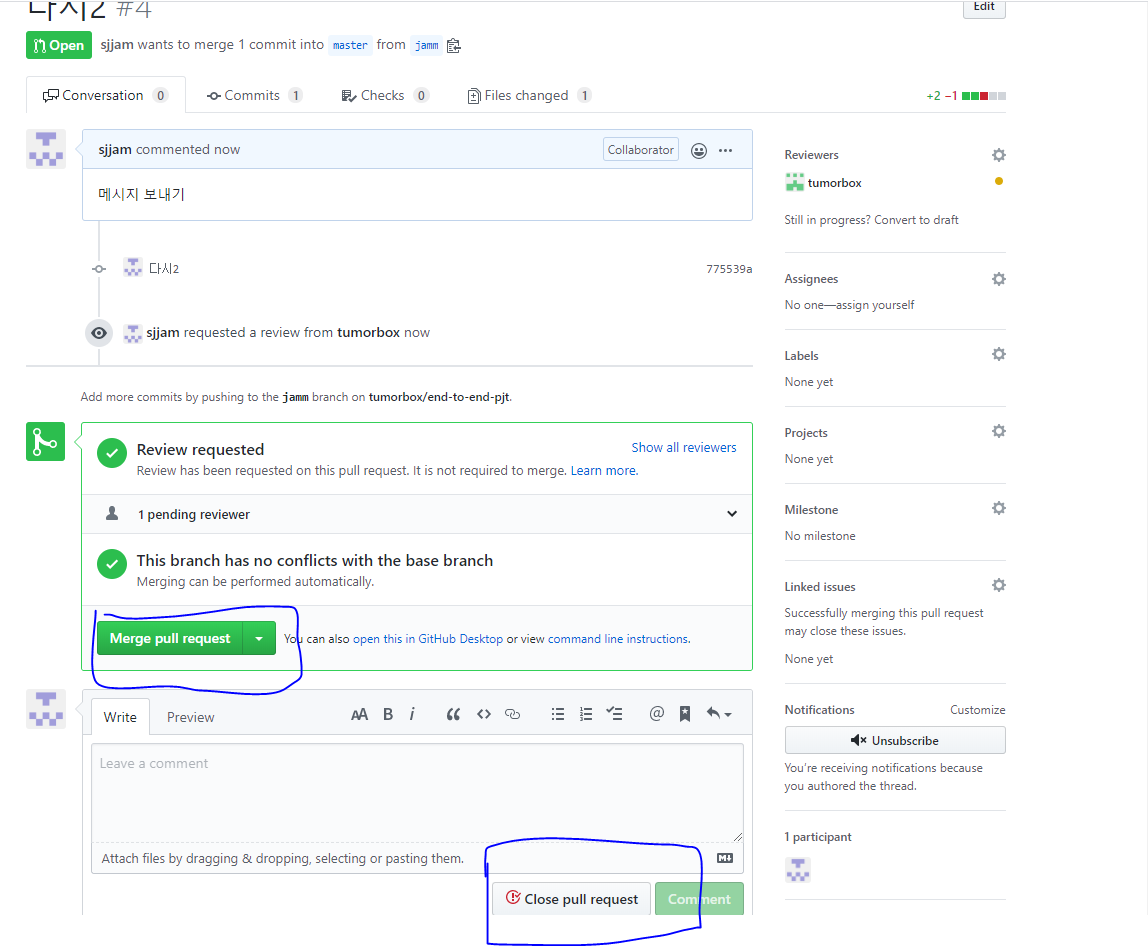 다시2 #4
Edit
Open sjjam wants to merge 1 commit into master from jamm
Conversation 0 Commits 1 Checks 0 Files changed 1 +2 −1
sjjam commented now Collaborator
메시지 보내기
다시2 775539a
sjjam requested a review from tumorbox now
Add more commits by pushing to the jamm branch on tumorbox/end-to-end-pjt.
Review requested Show all reviewers
Review has been requested on this pull request. It is not required to merge. Learn more.
1 pending reviewer
This branch has no conflicts with the base branch
Merging can be performed automatically.
Merge pull request You can also open this in GitHub Desktop or view command line instructions.
Write Preview AA B i @
Leave a comment
Attach files by dragging & dropping, selecting or pasting them. M↓
Close pull request Comment
Reviewers
tumorbox
Still in progress? Convert to draft
Assignees
No one—assign yourself
Labels
None yet
Projects
None yet
Milestone
No milestone
Linked issues
Successfully merging this pull request
may close these issues.
None yet
Notifications Customize
Unsubscribe
You're receiving notifications because
you authored the thread.
1 participant